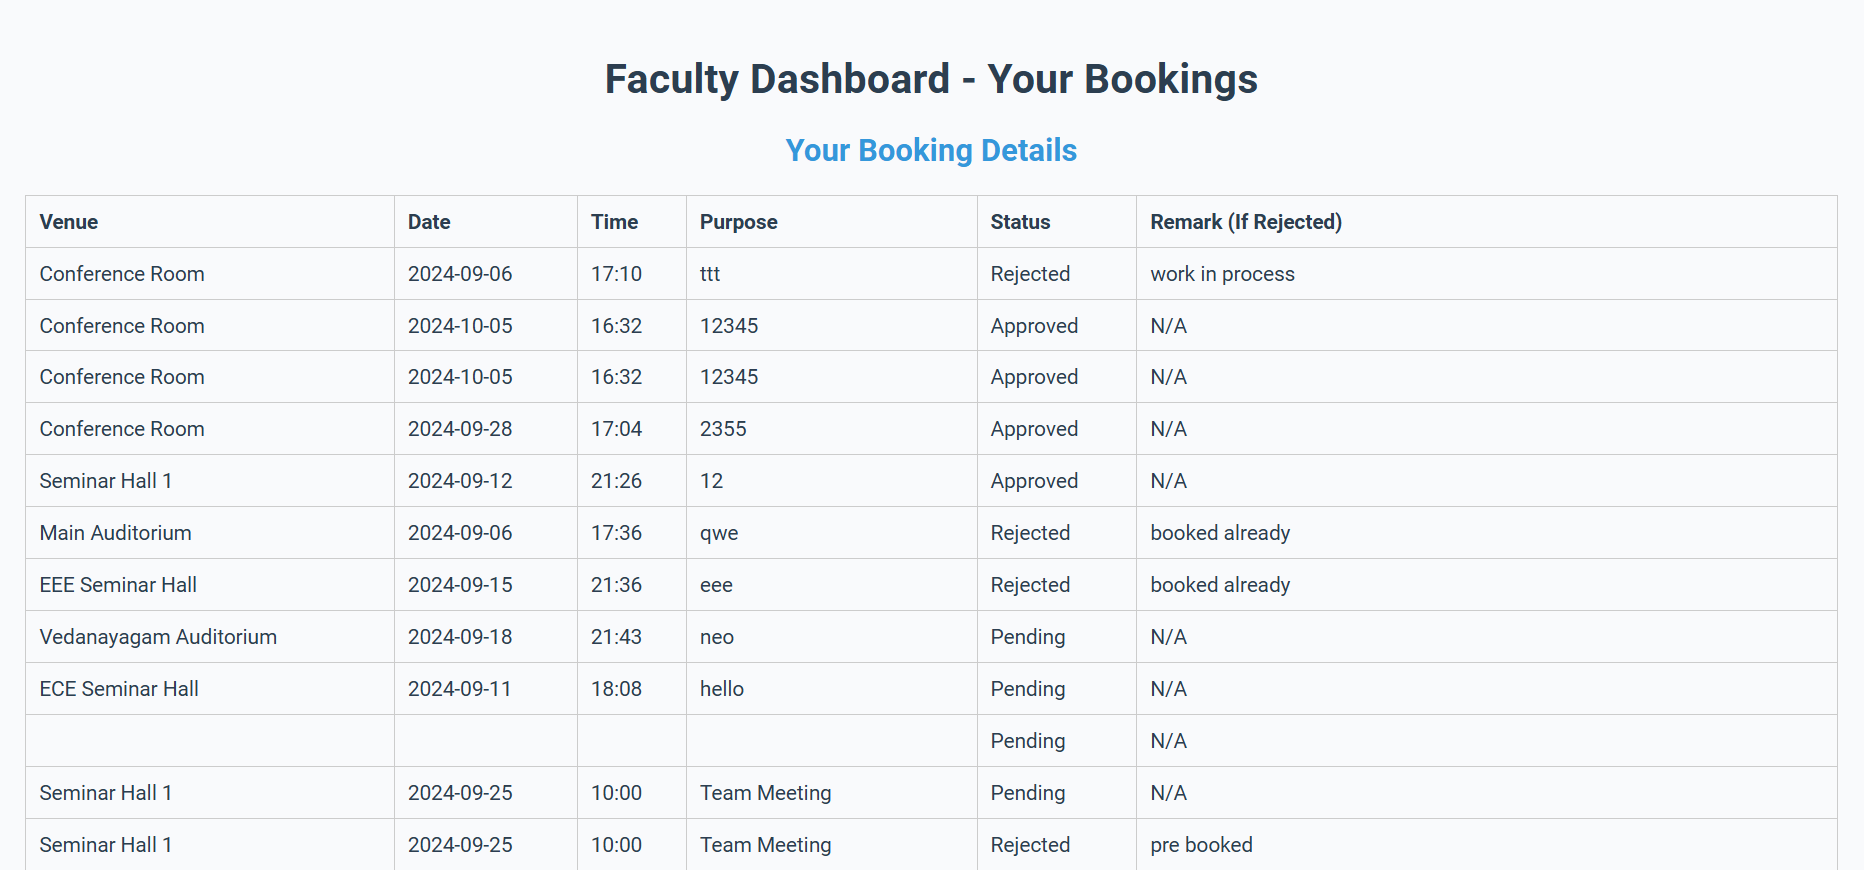 Faculty Dashboard - Your Bookings
Your Booking Details
Venue Date Time Purpose Status Remark (If Rejected)
Conference Room 2024-09-06 17:10 ttt Rejected work in process
Conference Room 2024-10-05 16:32 12345 Approved N/A
Conference Room 2024-10-05 16:32 12345 Approved N/A
Conference Room 2024-09-28 17:04 2355 Approved N/A
Seminar Hall 1 2024-09-12 21:26 12 Approved N/A
Main Auditorium 2024-09-06 17:36 qwe Rejected booked already
EEE Seminar Hall 2024-09-15 21:36 eee Rejected booked already
Vedanayagam Auditorium 2024-09-18 21:43 neo Pending N/A
ECE Seminar Hall 2024-09-11 18:08 hello Pending N/A
Pending N/A
Seminar Hall 1 2024-09-25 10:00 Team Meeting Pending N/A
Seminar Hall 1 2024-09-25 10:00 Team Meeting Rejected pre booked